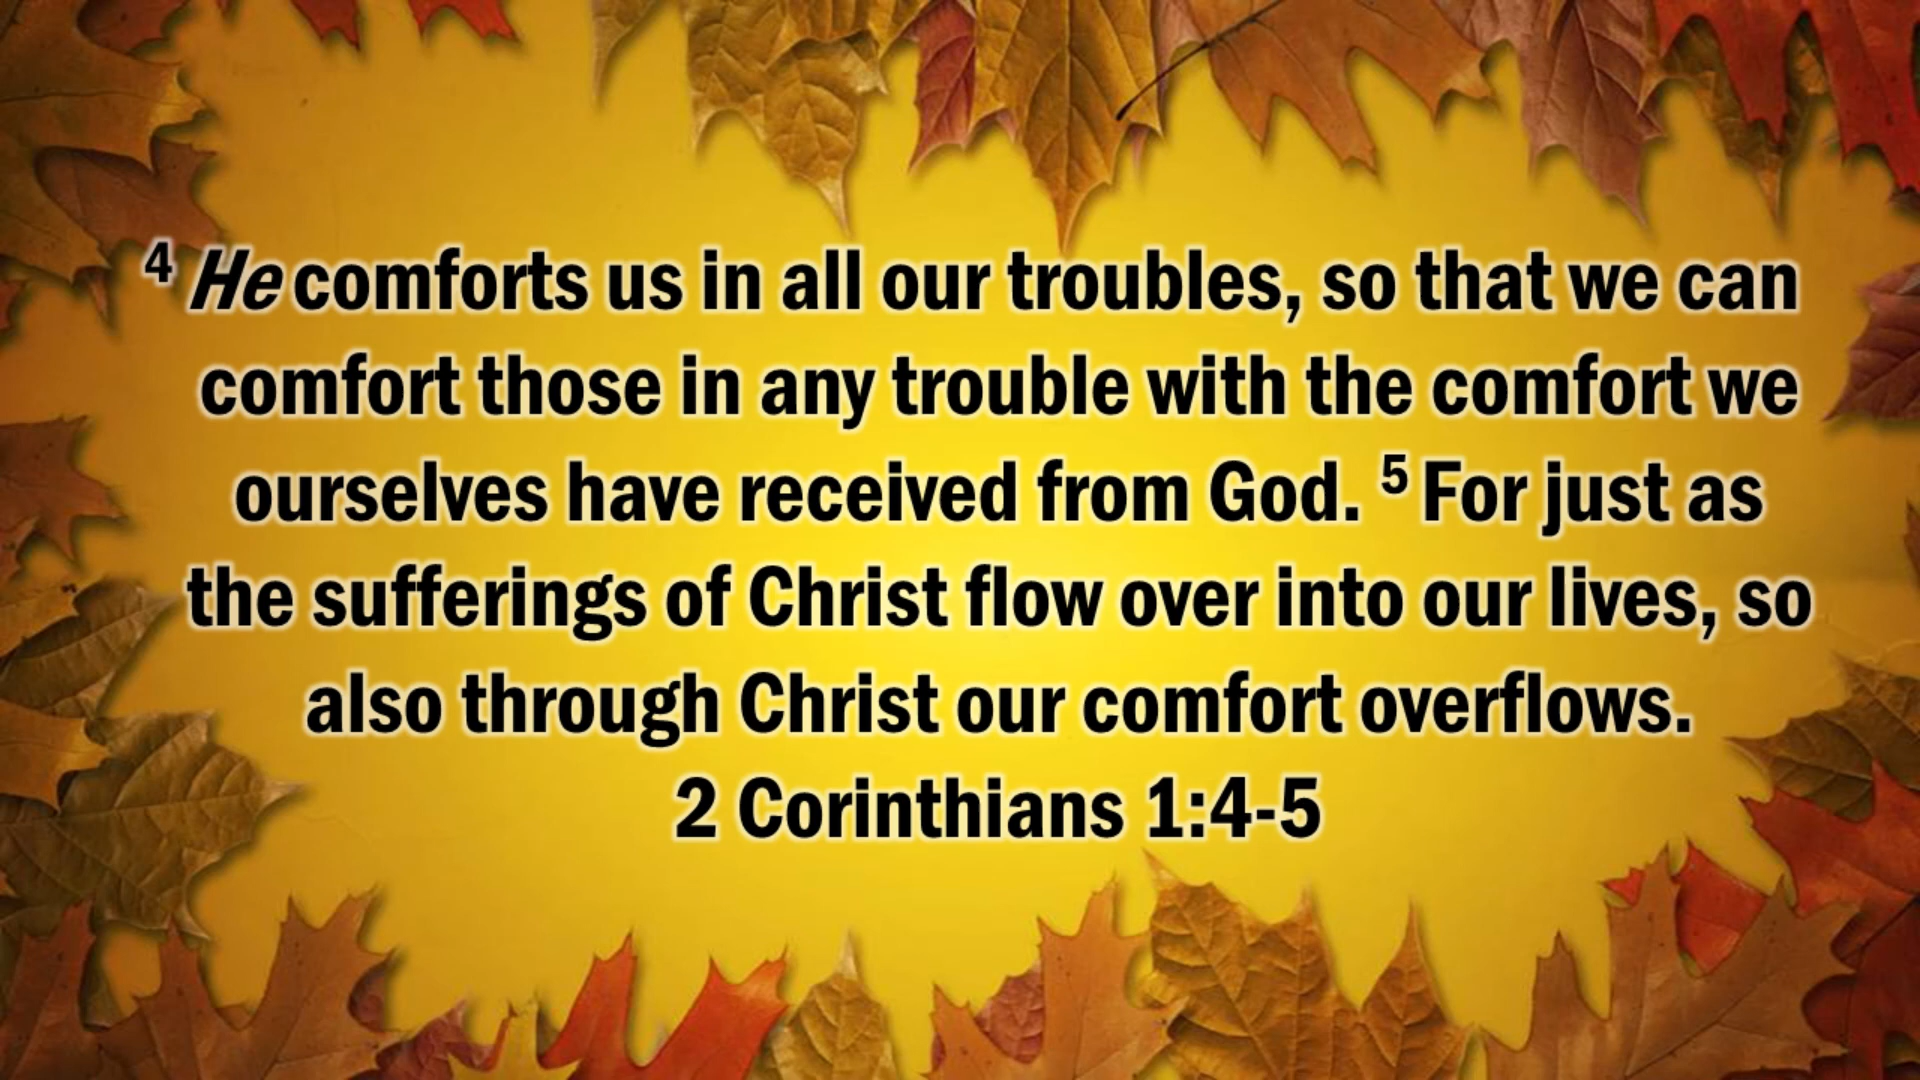 4 He comforts us in all our troubles, so that we can
comfort those in any trouble with the comfort we
ourselves have received from God. 5 For just as
the sufferings of Christ flow over into our lives, so
also through Christ our comfort overflows.
2 Corinthians 1:4-5